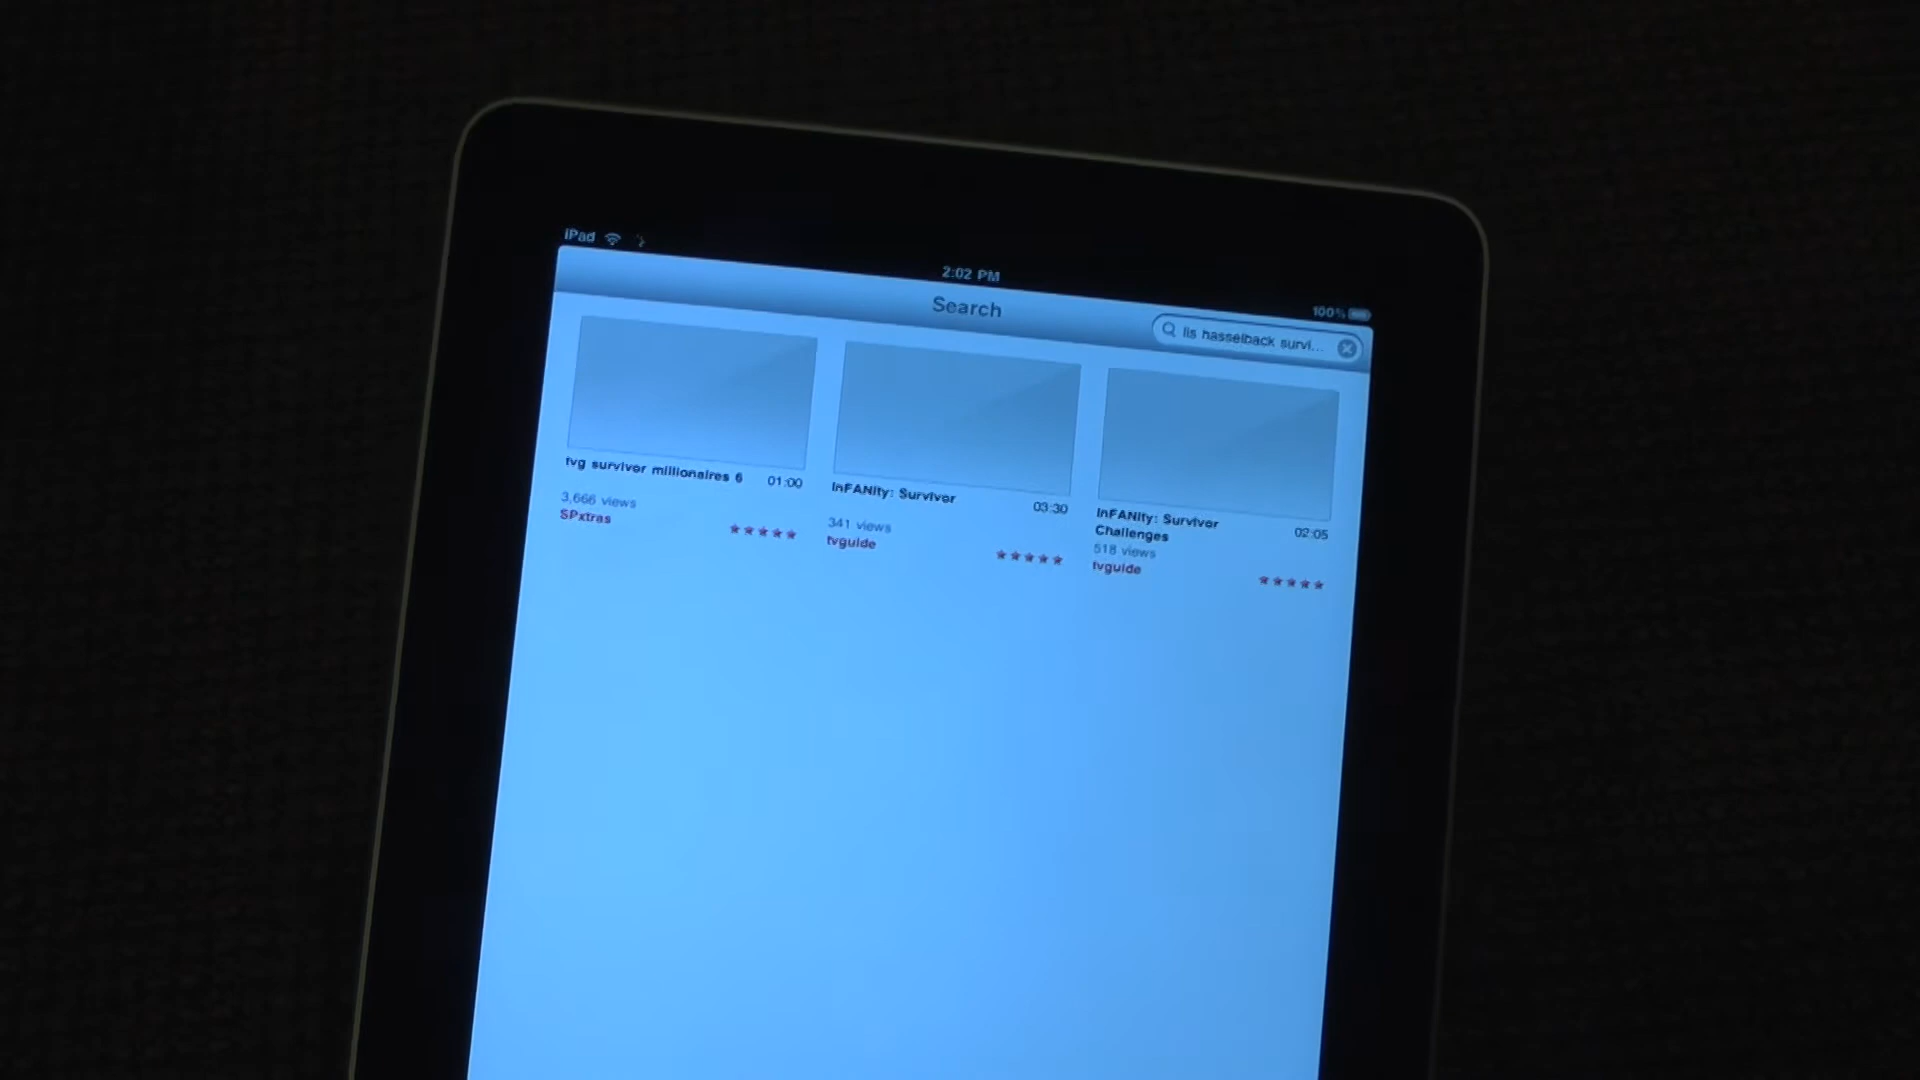 iPad
2:02 PM
100%
Search
lis hasselback survi...
tvg survivor millionaires 6 01:00
3,666 views
SPxtras
InFANity: Survivor 03:30
341 views
tvguide
InFANity: Survivor
Challenges 02:05
518 views
tvguide